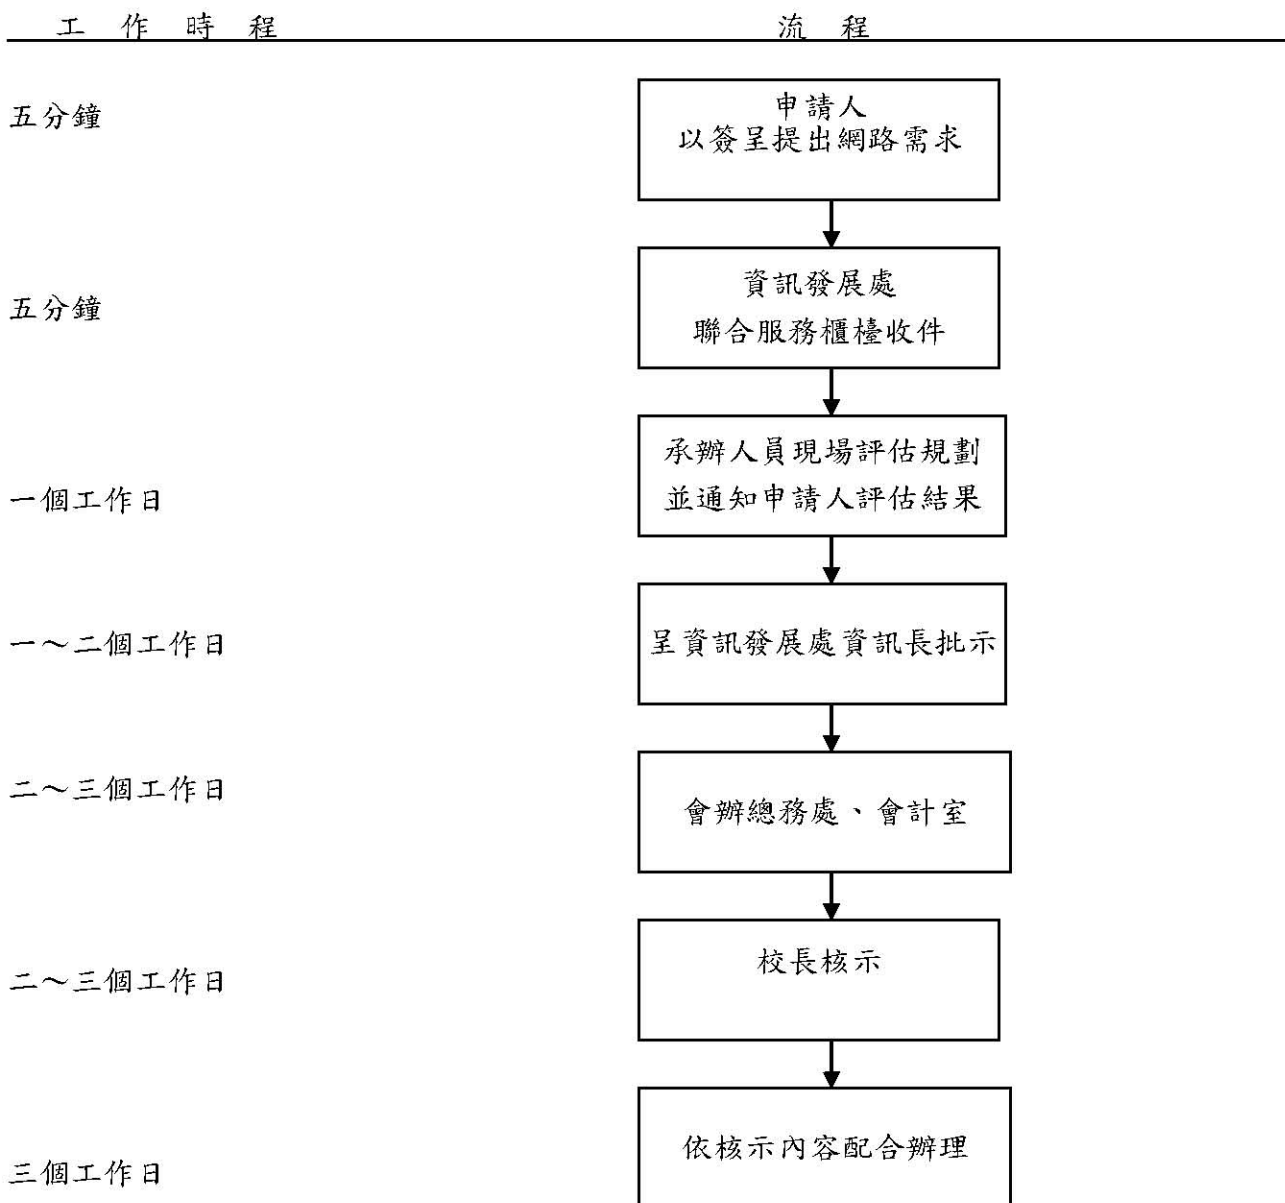 工作時程 流程
五分鐘
申請人
以簽呈提出網路需求
五分鐘
資訊發展處
聯合服務櫃檯收件
一個工作日
承辦人員現場評估規劃
並通知申請人評估結果
一～二個工作日
呈資訊發展處資訊長批示
二～三個工作日
會辦總務處、會計室
二～三個工作日
校長核示
三個工作日
依核示內容配合辦理